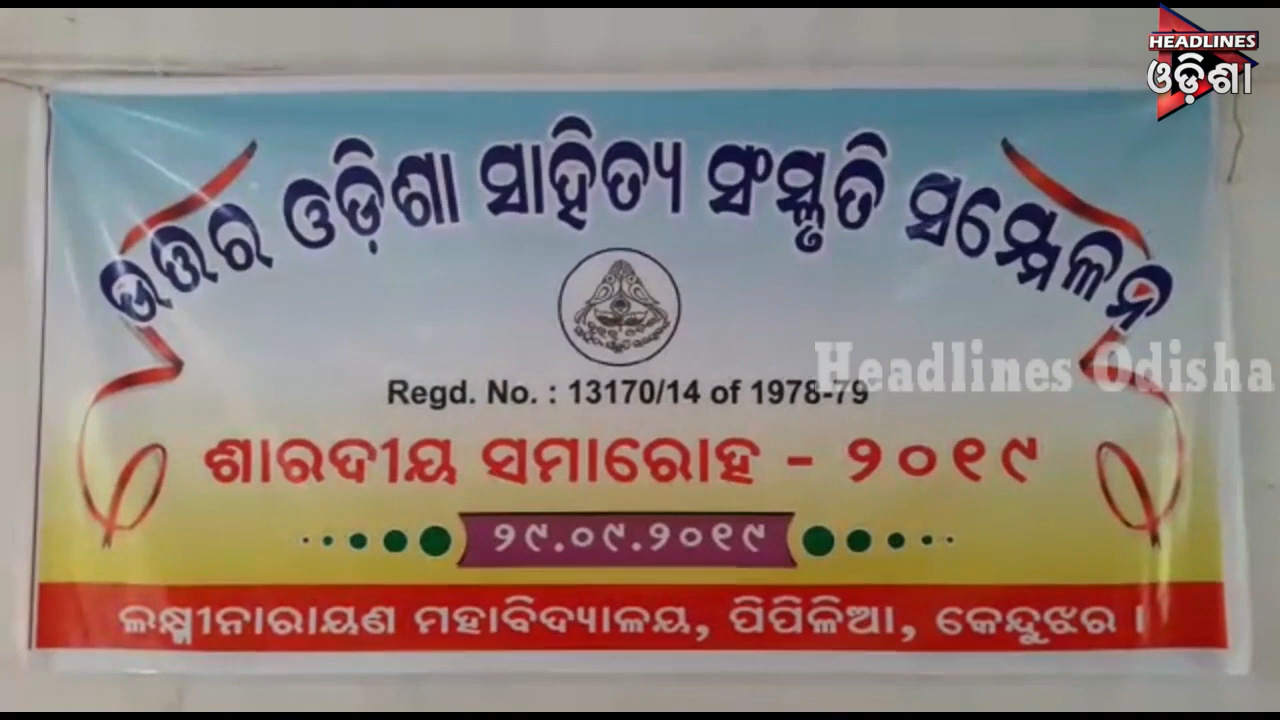 HEADLINES
ଓଡ଼ିଶା
ଉତ୍ତର ଓଡ଼ିଶା ସାହିତ୍ୟ ସଂସ୍କୃତି ସମ୍ମେଳନ
Regd. No. : 13170/14 of 1978-79
Headlines Odisha
ଶାରଦୀୟ ସମାରୋହ - ୨୦୧୯
୨୯.୦୯.୨୦୧୯
ଲକ୍ଷ୍ମୀନାରାୟଣ ମହାବିଦ୍ୟାଳୟ, ପିପିଳିଆ, କେନ୍ଦୁଝର ।